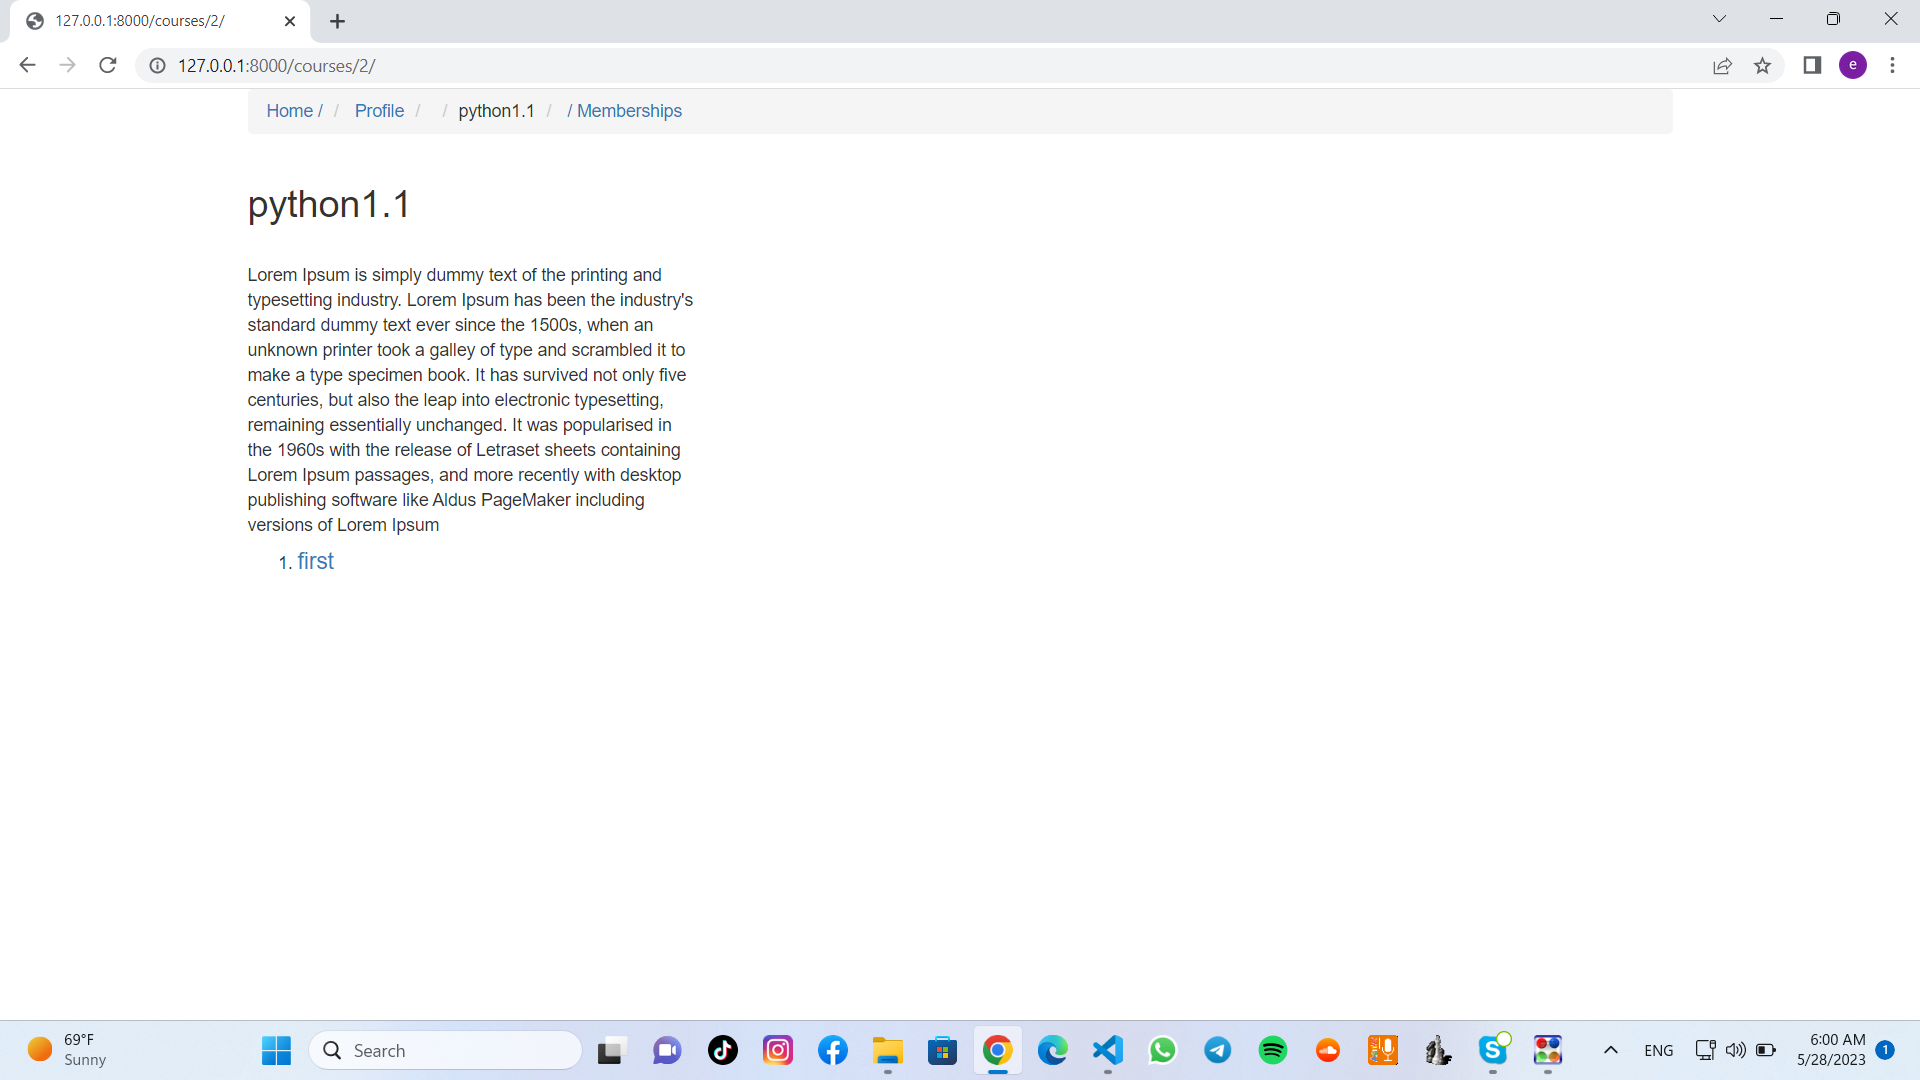 127.0.0.1:8000/courses/2/
127.0.0.1:8000/courses/2/
e
Home / / Profile / / python1.1 / / Memberships
python1.1
Lorem Ipsum is simply dummy text of the printing and
typesetting industry. Lorem Ipsum has been the industry's
standard dummy text ever since the 1500s, when an
unknown printer took a galley of type and scrambled it to
make a type specimen book. It has survived not only five
centuries, but also the leap into electronic typesetting,
remaining essentially unchanged. It was popularised in
the 1960s with the release of Letraset sheets containing
Lorem Ipsum passages, and more recently with desktop
publishing software like Aldus PageMaker including
versions of Lorem Ipsum
1. first
69°F
Sunny
Search
ENG
6:00 AM
5/28/2023
1